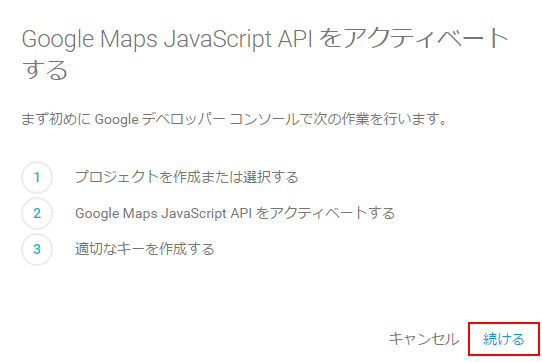 Google Maps JavaScript API をアクティベート
する
まず初めに Google デベロッパー コンソールで次の作業を行います。
1 プロジェクトを作成または選択する
2 Google Maps JavaScript API をアクティベートする
3 適切なキーを作成する
キャンセル 続ける